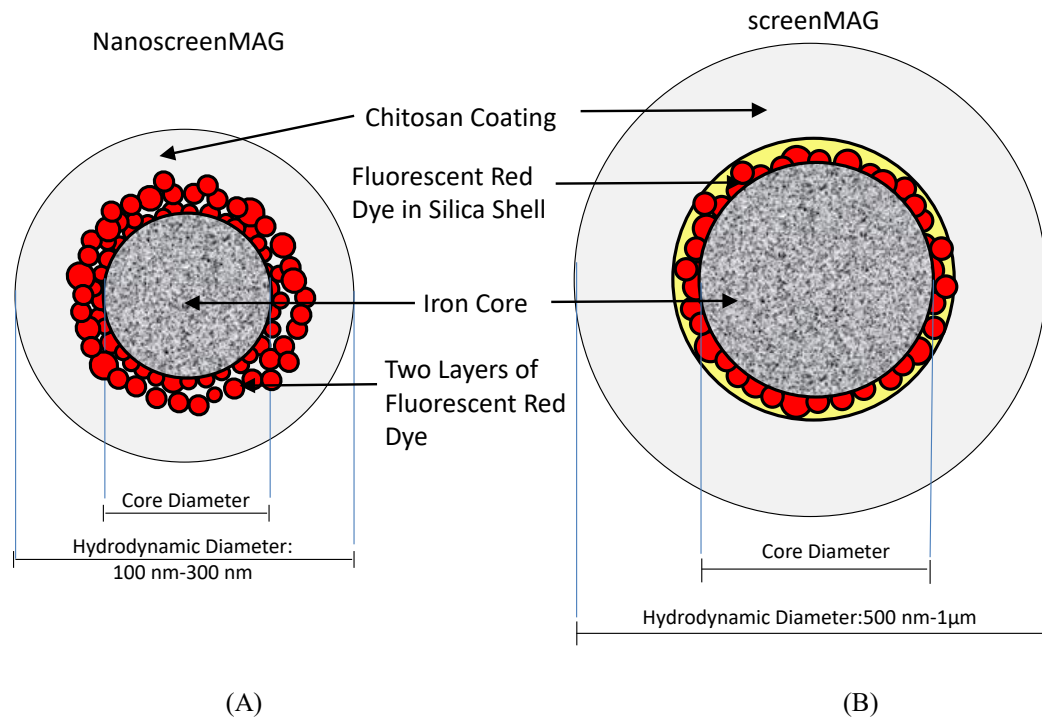 NanoscreenMAG
screenMAG
Chitosan Coating
Fluorescent Red
Dye in Silica Shell
Iron Core
Two Layers of
Fluorescent Red
Dye
Core Diameter
Hydrodynamic Diameter:
100 nm-300 nm
Core Diameter
Hydrodynamic Diameter:500 nm-1µm
(A)
(B)